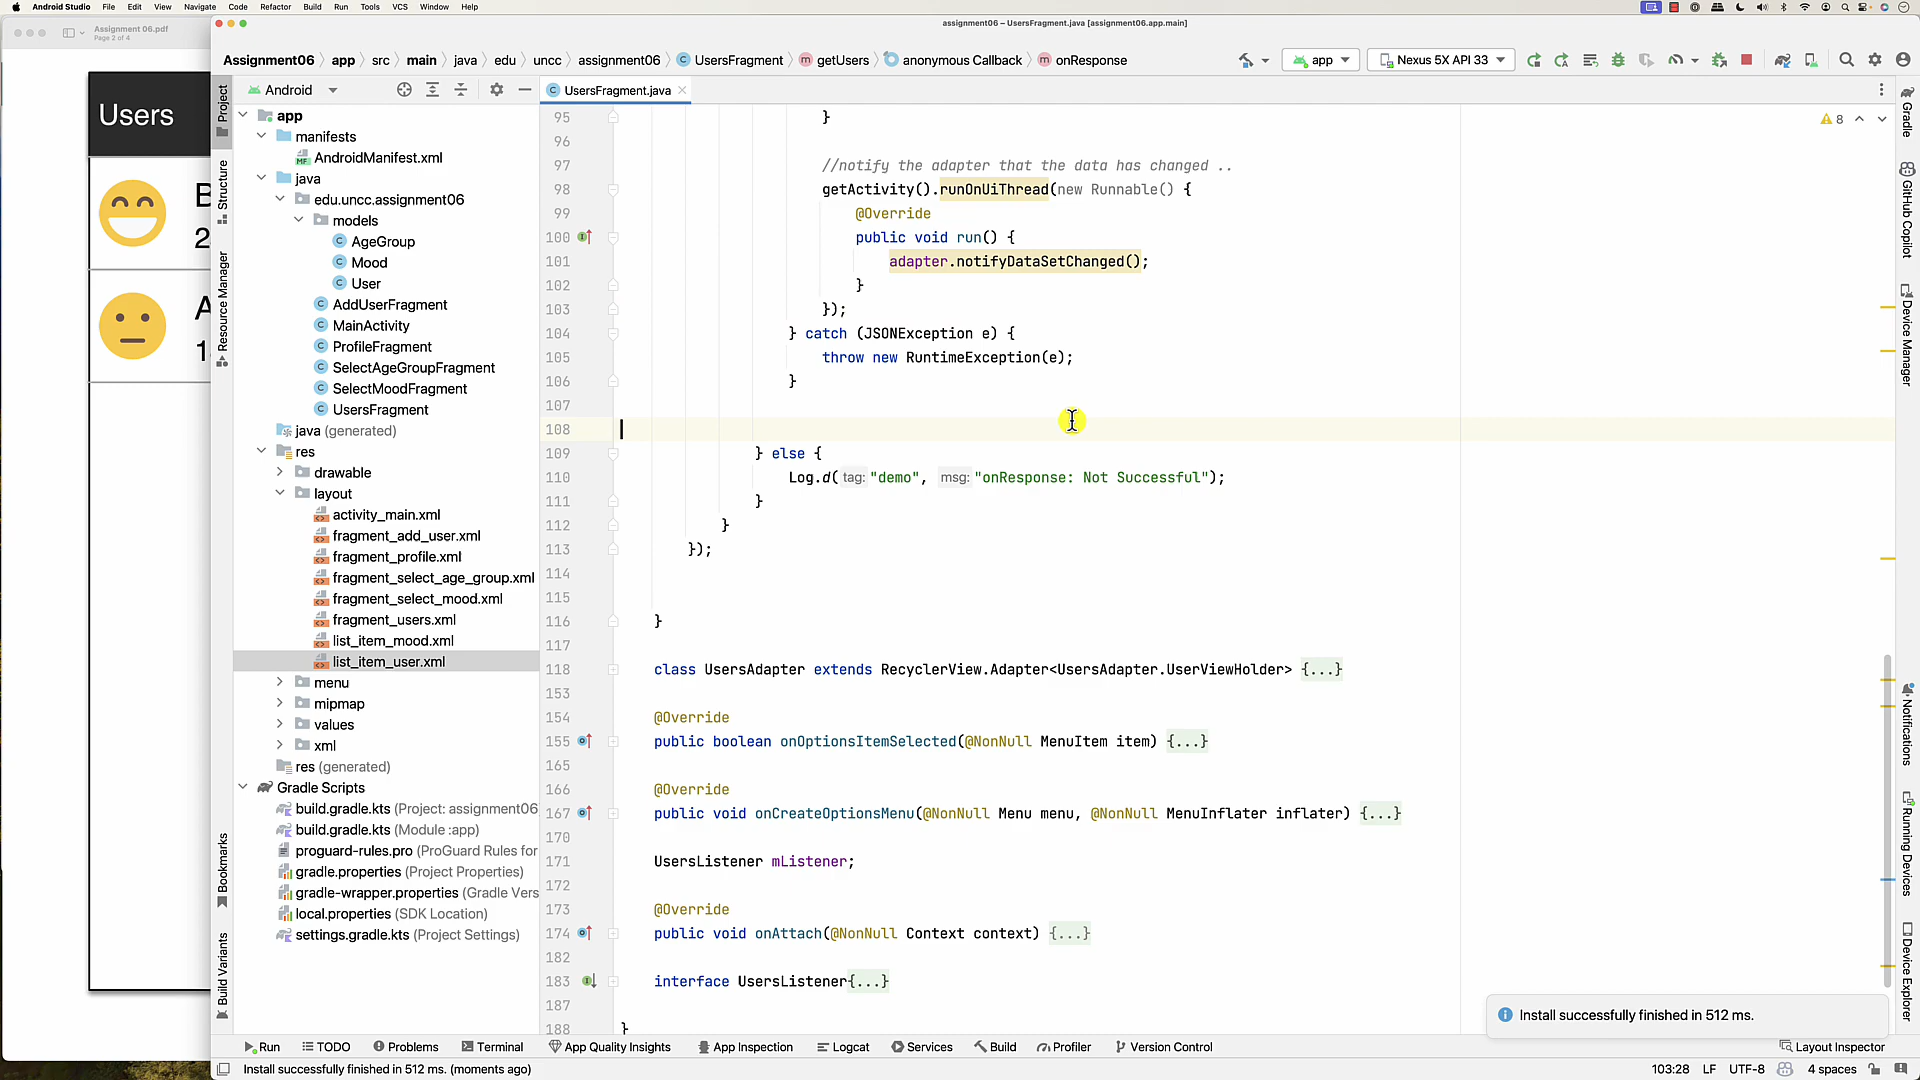 Android Studio File Edit View Navigate Code Refactor Build Run Tools VCS Window Help
Assignment 06.pdf
Page 2 of 4
assignment06 – UsersFragment.java [assignment06.app.main]
Assignment06 app src main java edu uncc assignment06 UsersFragment getUsers anonymous Callback onResponse
app
Nexus 5X API 33
Users
B
2
A
1
Project
Structure
Resource Manager
Bookmarks
Build Variants
Android
app
manifests
AndroidManifest.xml
java
edu.uncc.assignment06
models
AgeGroup
Mood
User
AddUserFragment
MainActivity
ProfileFragment
SelectAgeGroupFragment
SelectMoodFragment
UsersFragment
java (generated)
res
drawable
layout
activity_main.xml
fragment_add_user.xml
fragment_profile.xml
fragment_select_age_group.xml
fragment_select_mood.xml
fragment_users.xml
list_item_mood.xml
list_item_user.xml
menu
mipmap
values
xml
res (generated)
Gradle Scripts
build.gradle.kts (Project: assignment06
build.gradle.kts (Module :app)
proguard-rules.pro (ProGuard Rules for
gradle.properties (Project Properties)
gradle-wrapper.properties (Gradle Vers
local.properties (SDK Location)
settings.gradle.kts (Project Settings)
UsersFragment.java
8
95 }
96
97 //notify the adapter that the data has changed ..
98 getActivity().runOnUiThread(new Runnable() {
99 @Override
100 public void run() {
101 adapter.notifyDataSetChanged();
102 }
103 });
104 } catch (JSONException e) {
105 throw new RuntimeException(e);
106 }
107
108
109 } else {
110 Log.d( tag: "demo", msg: "onResponse: Not Successful");
111 }
112 }
113 });
114
115
116 }
117
118 class UsersAdapter extends RecyclerView.Adapter<UsersAdapter.UserViewHolder> {...}
153
154 @Override
155 public boolean onOptionsItemSelected(@NonNull MenuItem item) {...}
165
166 @Override
167 public void onCreateOptionsMenu(@NonNull Menu menu, @NonNull MenuInflater inflater) {...}
170
171 UsersListener mListener;
172
173 @Override
174 public void onAttach(@NonNull Context context) {...}
182
183 interface UsersListener{...}
187
188 }
Gradle
GitHub Copilot
Device Manager
Notifications
Running Devices
Device Explorer
Install successfully finished in 512 ms.
Run TODO Problems Terminal App Quality Insights App Inspection Logcat Services Build Profiler Version Control Layout Inspector
Install successfully finished in 512 ms. (moments ago) 103:28 LF UTF-8 4 spaces